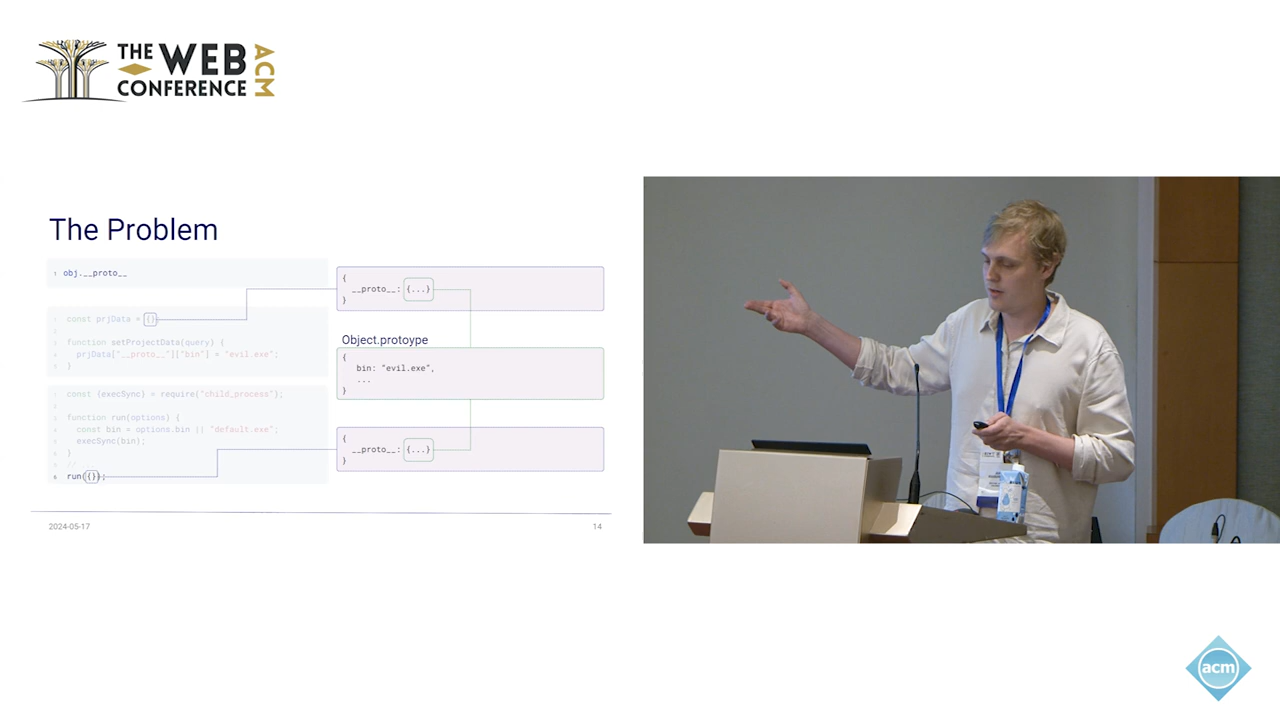 THE WEB CONFERENCE ACM
The Problem
1 obj.__proto__
1 const prjData = {}
2
3 function setProjectData(query) {
4 prjData["__proto__"]["bin"] = "evil.exe";
5 }
1 const {execSync} = require("child_process");
2
3 function run(options) {
4 const bin = options.bin || "default.exe";
5 execSync(bin);
6 }
7 //
8 run({});
{
__proto__: {...}
}
Object.protoype
{
bin: "evil.exe",
...
}
{
__proto__: {...}
}
2024-05-17
14
acm